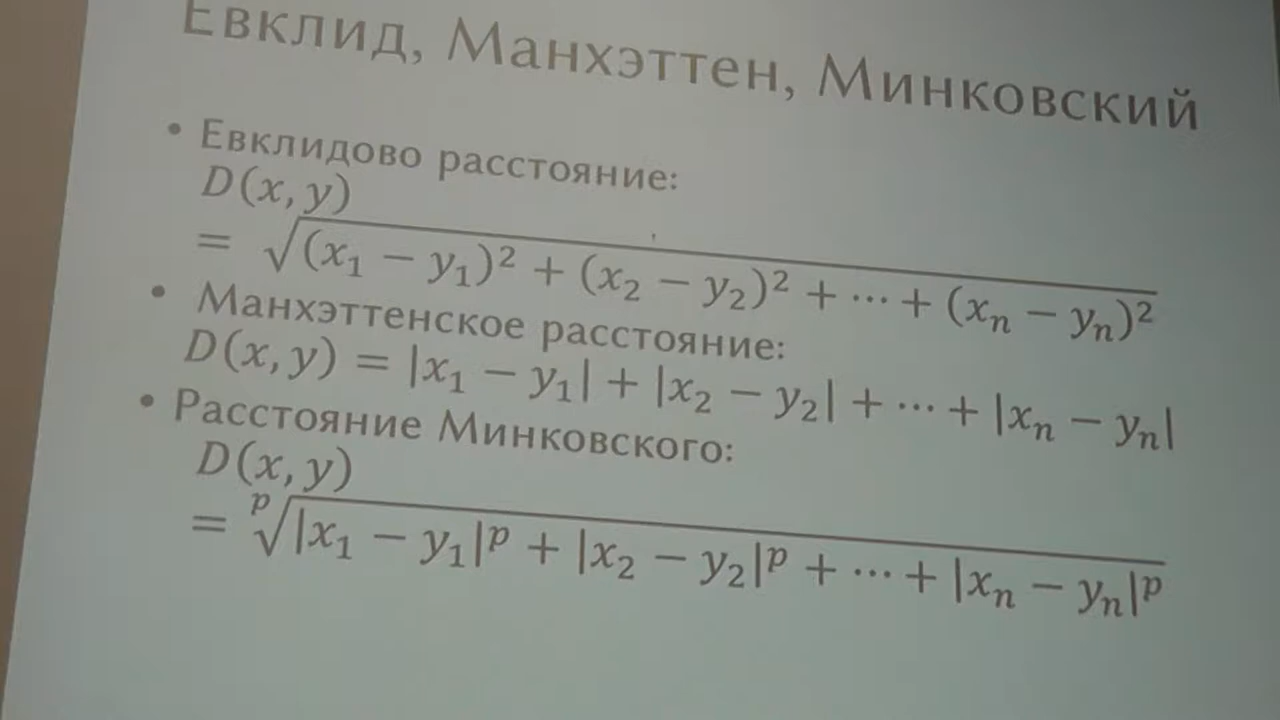 Евклид, Манхэттен, Минковский
• Евклидово расстояние:
D(x, y)
= √(x₁ − y₁)² + (x₂ − y₂)² + ⋯ + (xₙ − yₙ)²
• Манхэттенское расстояние:
D(x, y) = |x₁ − y₁| + |x₂ − y₂| + ⋯ + |xₙ − yₙ|
• Расстояние Минковского:
D(x, y)
= ᵖ√|x₁ − y₁|ᵖ + |x₂ − y₂|ᵖ + ⋯ + |xₙ − yₙ|ᵖ